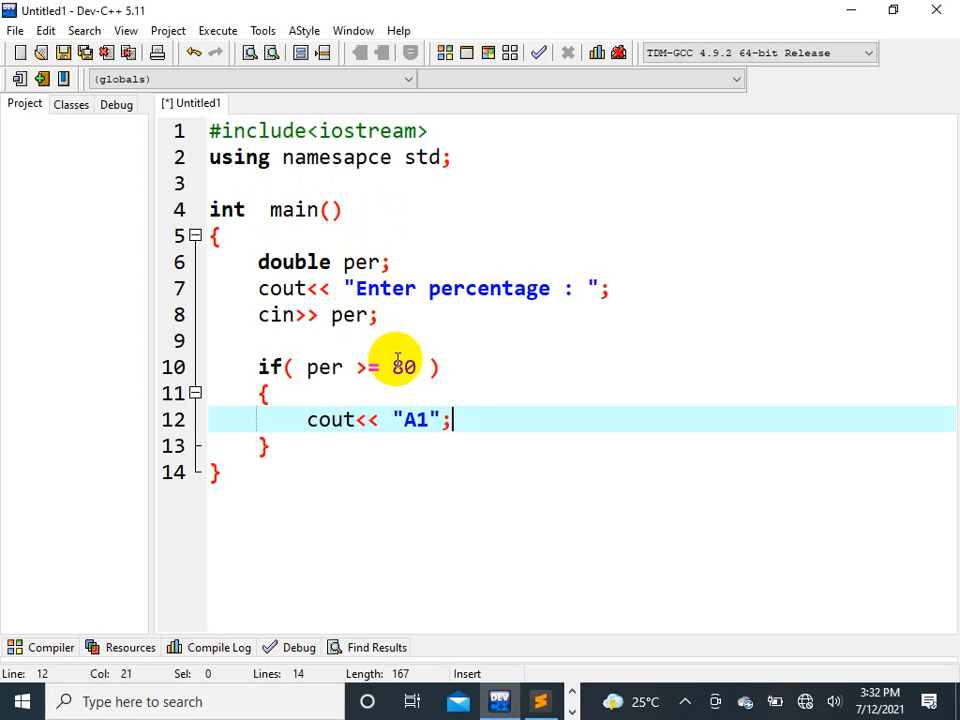 Untitled1 - Dev-C++ 5.11
File Edit Search View Project Execute Tools AStyle Window Help
TDM-GCC 4.9.2 64-bit Release
(globals)
Project Classes Debug [*] Untitled1
1 #include<iostream>
2 using namesapce std;
3
4 int  main()
5 {
6 double per;
7 cout<< "Enter percentage : ";
8 cin>> per;
9
10 if( per >= 80 )
11 {
12 cout<< "A1";
13 }
14 }
Compiler Resources Compile Log Debug Find Results
Line: 12 Col: 21 Sel: 0 Lines: 14 Length: 167 Insert
Type here to search DEV 25°C 3:32 PM
7/12/2021